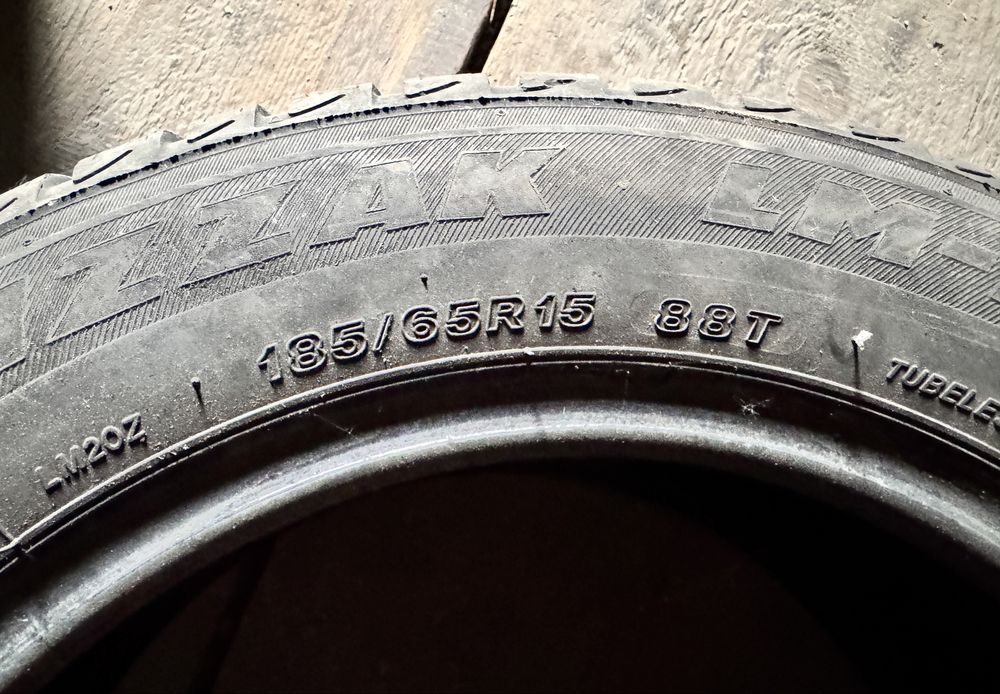 ZZAK LM-
185/65R15 88T
LM20Z
TUBELE